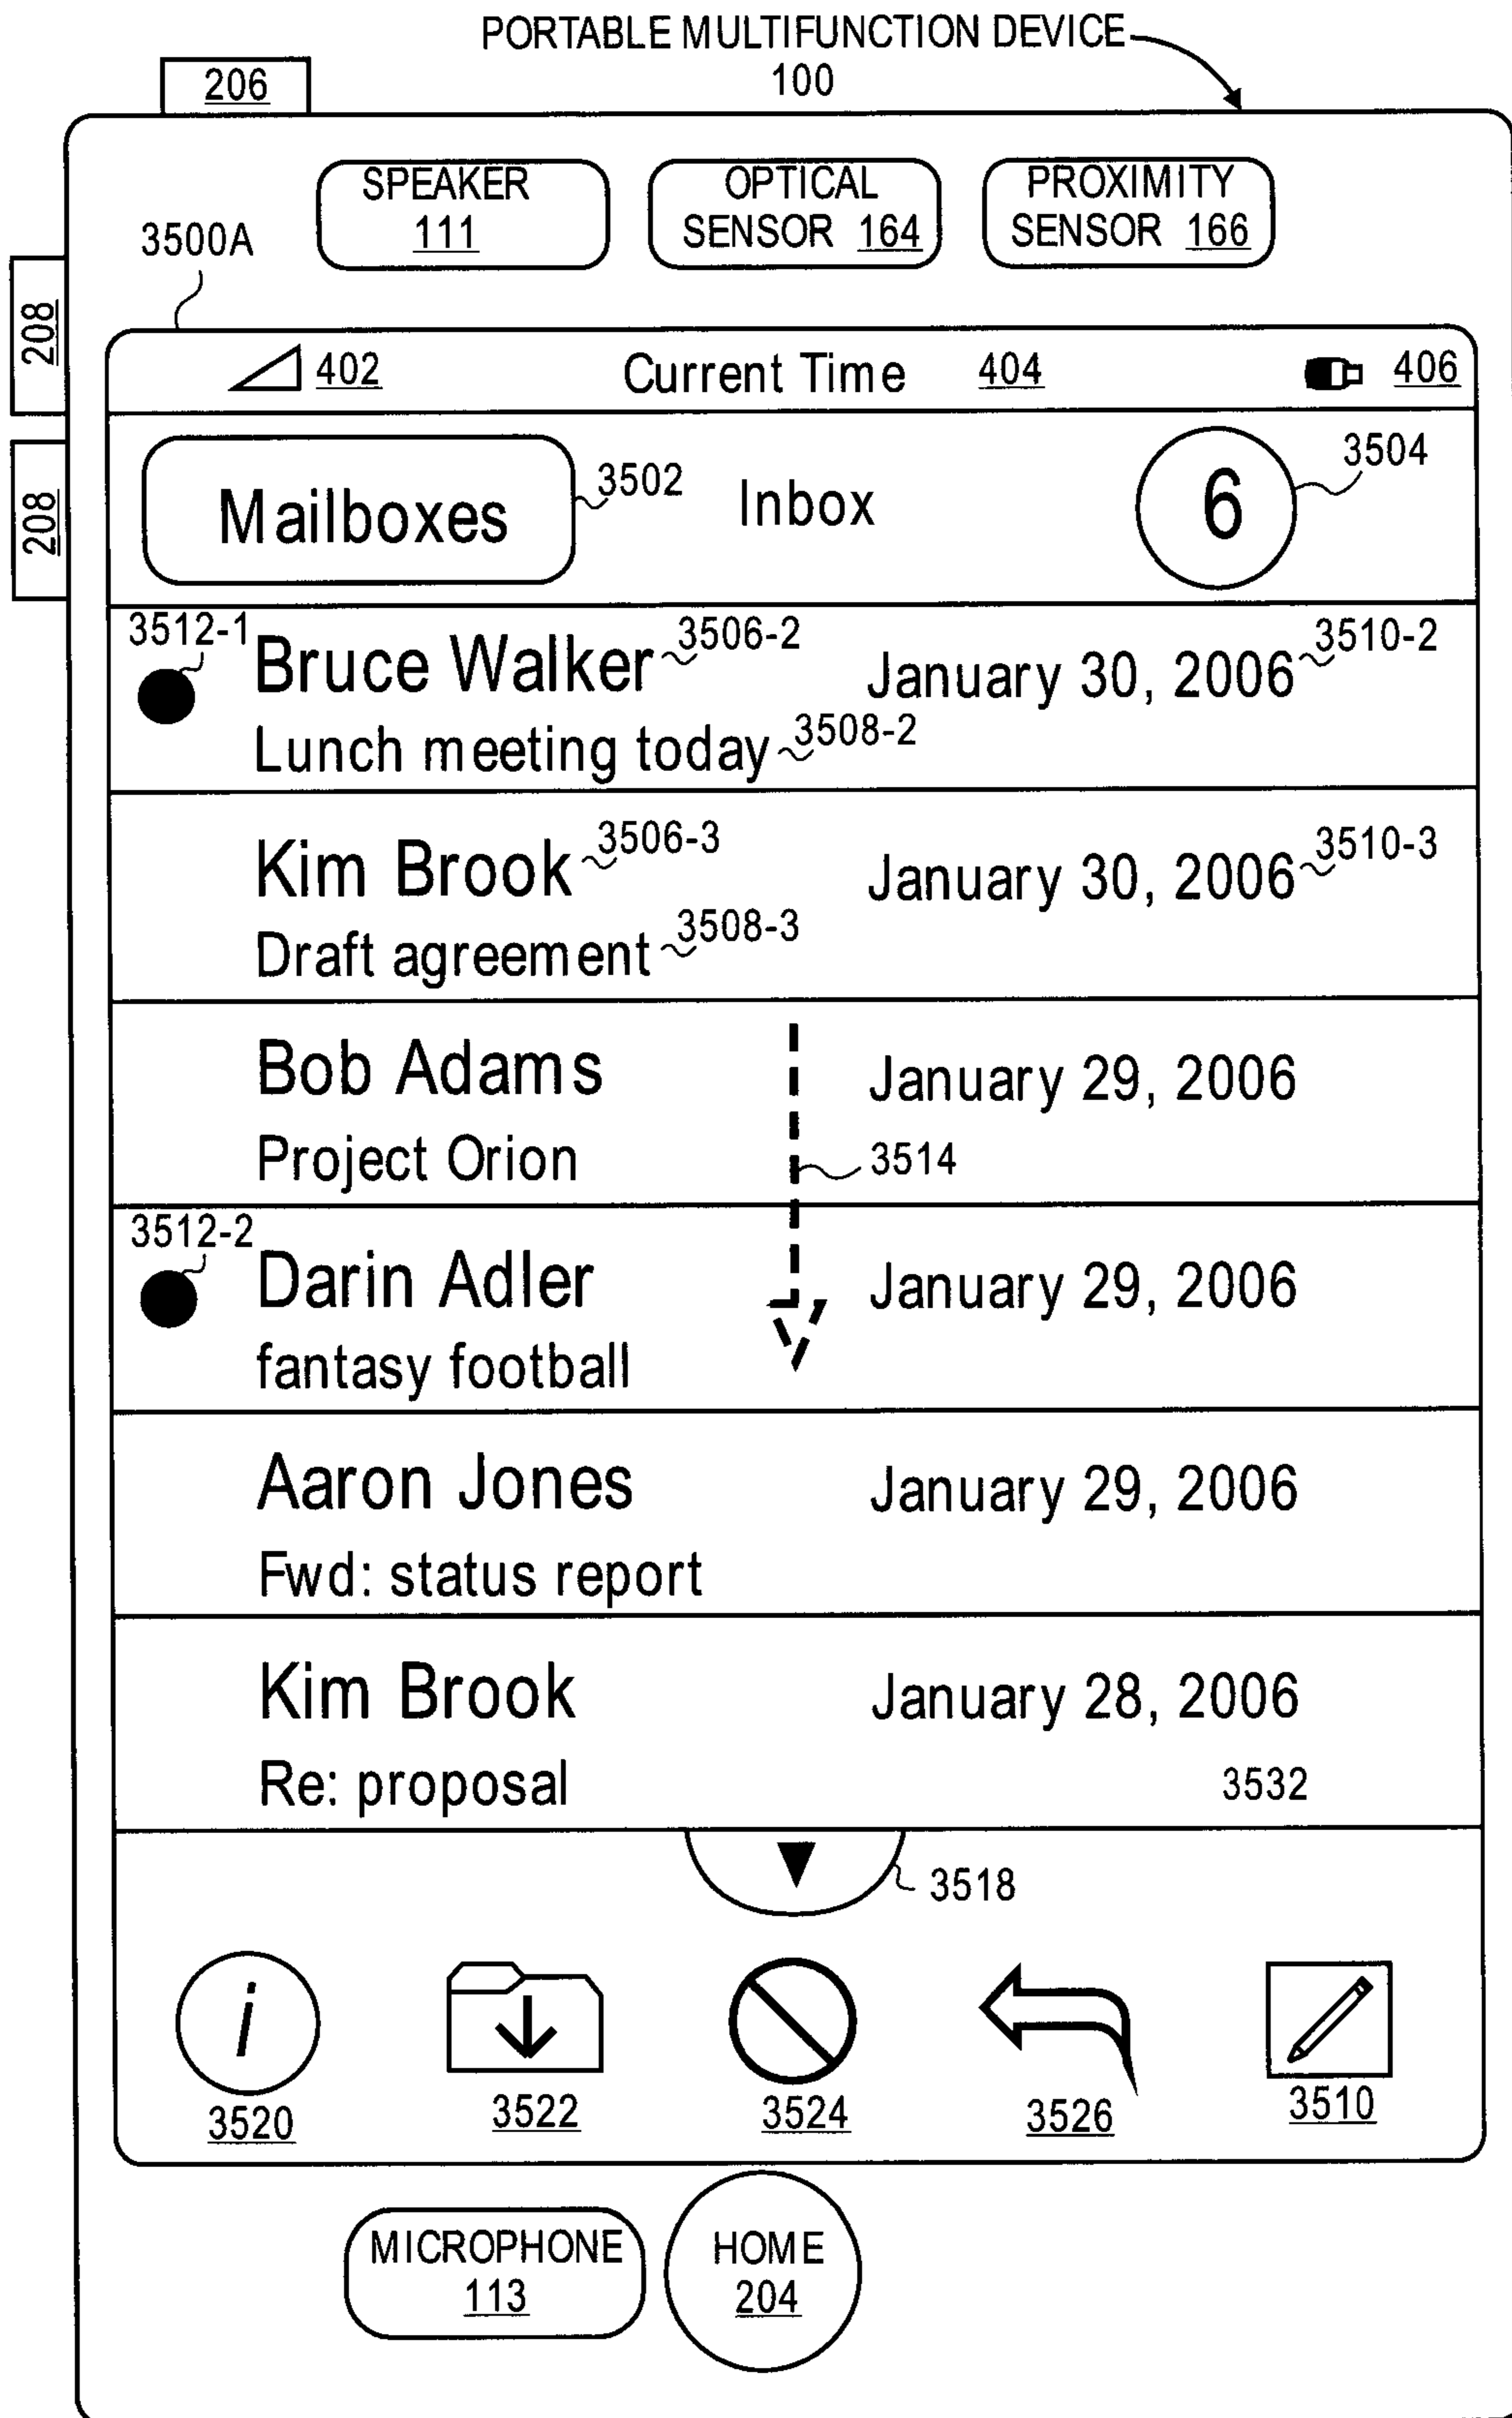 PORTABLE MULTIFUNCTION DEVICE
100
206
SPEAKER
111
OPTICAL
SENSOR 164
PROXIMITY
SENSOR 166
3500A
208
208
402 Current Time 404 406
Mailboxes 3502 Inbox 6 3504
3512-1 Bruce Walker 3506-2 January 30, 2006 3510-2
Lunch meeting today 3508-2
Kim Brook 3506-3 January 30, 2006 3510-3
Draft agreement 3508-3
Bob Adams January 29, 2006
Project Orion 3514
3512-2 Darin Adler January 29, 2006
fantasy football
Aaron Jones January 29, 2006
Fwd: status report
Kim Brook January 28, 2006
Re: proposal 3532
3518
i
3520 3522 3524 3526 3510
MICROPHONE
113
HOME
204